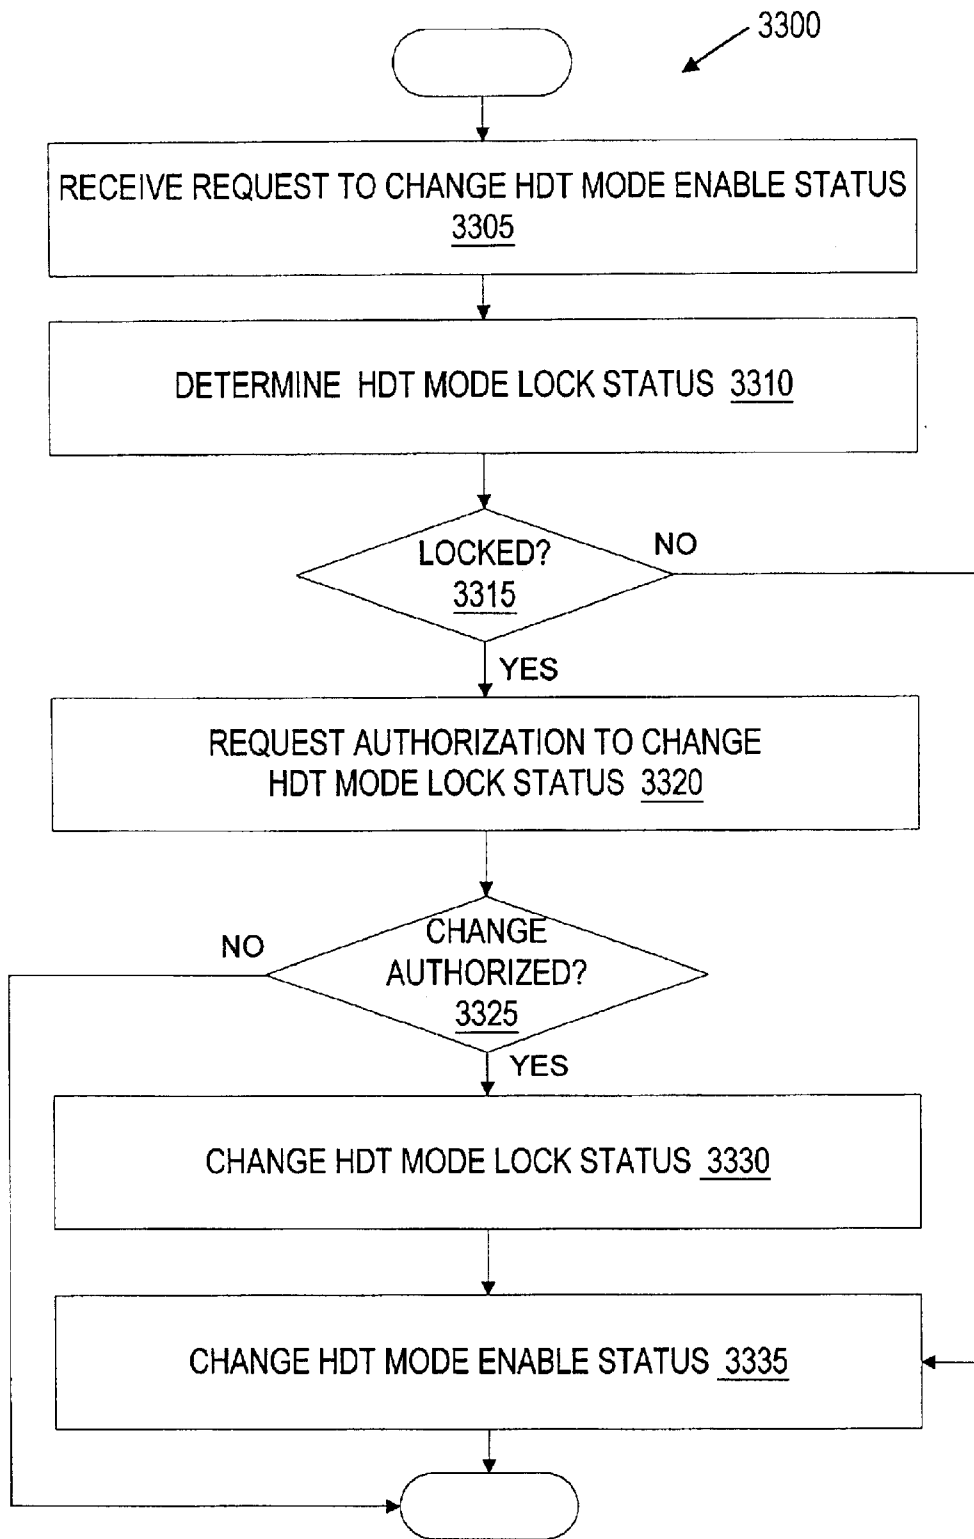 3300
RECEIVE REQUEST TO CHANGE HDT MODE ENABLE STATUS
3305
DETERMINE HDT MODE LOCK STATUS 3310
LOCKED?
3315
NO
YES
REQUEST AUTHORIZATION TO CHANGE
HDT MODE LOCK STATUS 3320
NO
CHANGE
AUTHORIZED?
3325
YES
CHANGE HDT MODE LOCK STATUS 3330
CHANGE HDT MODE ENABLE STATUS 3335